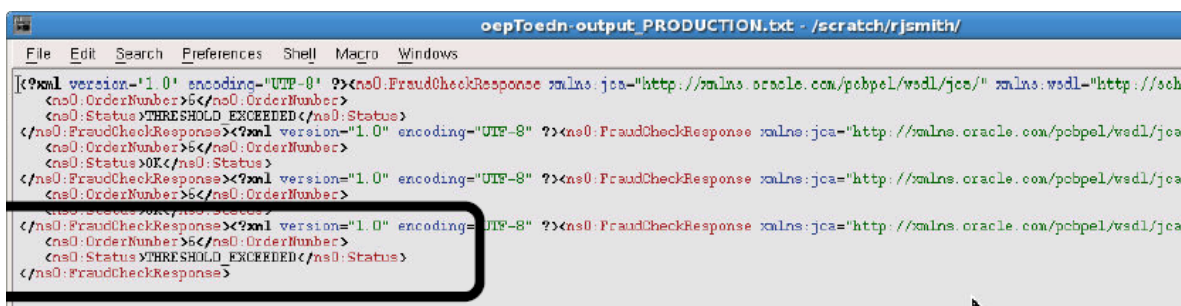 oepToedn-output_PRODUCTION.txt - /scratch/rjsmith/
File Edit Search Preferences Shell Macro Windows
<?xml version='1.0' encoding="UTF-8" ?><ns0:FraudCheckResponse xmlns:jca="http://xmlns.oracle.com/pcbpel/wsdl/jca/" xmlns:wsdl="http://sch
<ns0:OrderNumber>6</ns0:OrderNumber>
<ns0:Status>THRESHOLD_EXCEEDED</ns0:Status>
</ns0:FraudCheckResponse><?xml version="1.0" encoding="UTF-8" ?><ns0:FraudCheckResponse xmlns:jca="http://xmlns.oracle.com/pcbpel/wsdl/jca
<ns0:OrderNumber>6</ns0:OrderNumber>
<ns0:Status>OK</ns0:Status>
</ns0:FraudCheckResponse><?xml version="1.0" encoding="UTF-8" ?><ns0:FraudCheckResponse xmlns:jca="http://xmlns.oracle.com/pcbpel/wsdl/jca
<ns0:OrderNumber>6</ns0:OrderNumber>
<ns0:Status>OK</ns0:Status>
</ns0:FraudCheckResponse><?xml version="1.0" encoding="UTF-8" ?><ns0:FraudCheckResponse xmlns:jca="http://xmlns.oracle.com/pcbpel/wsdl/jca
<ns0:OrderNumber>6</ns0:OrderNumber>
<ns0:Status>THRESHOLD_EXCEEDED</ns0:Status>
</ns0:FraudCheckResponse>